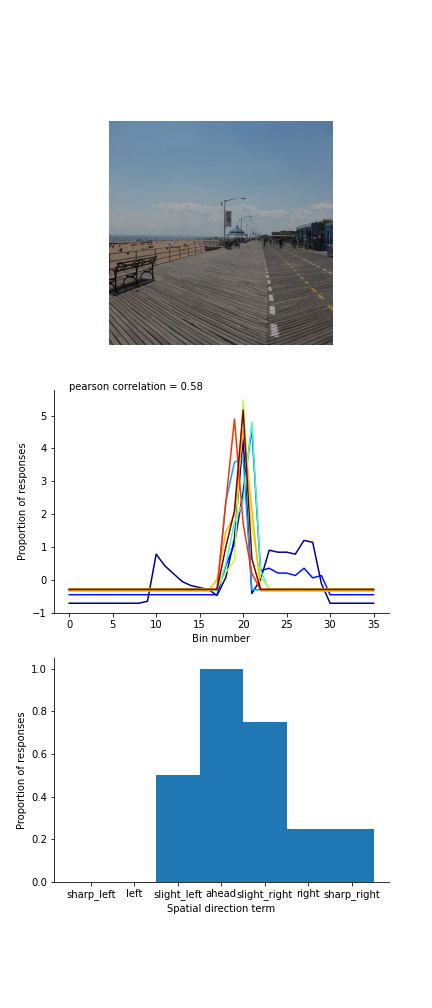 pearson correlation = 0.58
5
4
3
2
1
0
−1
Proportion of responses
0 5 10 15 20 25 30 35
Bin number
1.0
0.8
0.6
0.4
0.2
0.0
Proportion of responses
sharp_left left slight_left ahead slight_right right sharp_right
Spatial direction term